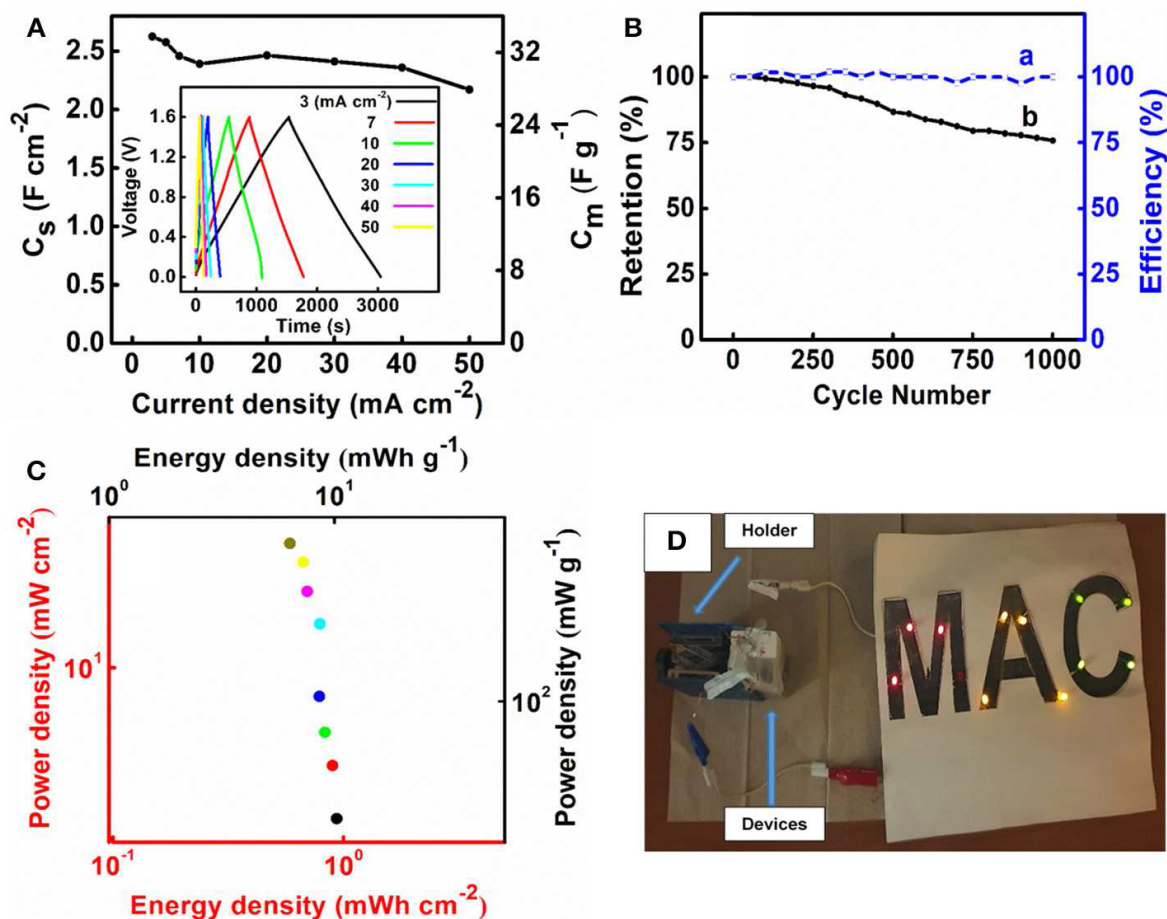 A
C_s (F cm^-2)
2.5
2.0
1.5
1.0
0.5
0.0
0 10 20 30 40 50
Current density (mA cm^-2)
32
24
16
8
0
C_m (F g^-1)
3 (mA cm^-2)
7
10
20
30
40
50
Voltage (V)
1.6
1.2
0.8
0.4
0.0
0 1000 2000 3000
Time (s)
B
Retention (%)
100
75
50
25
0
a
b
0 250 500 750 1000
Cycle Number
100
75
50
25
0
Efficiency (%)
C
Energy density (mWh g^-1)
10^0 10^1
Power density (mW cm^-2)
10^1
10^2
Power density (mW g^-1)
10^-1 10^0
Energy density (mWh cm^-2)
D
Holder
MAC
Devices